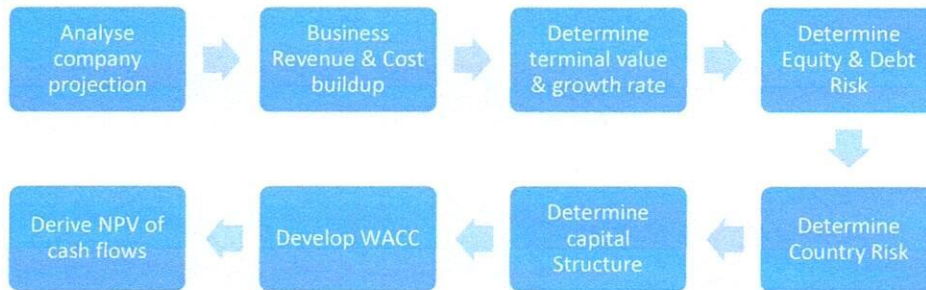 Analyse
company
projection
Business
Revenue & Cost
buildup
Determine
terminal value
& growth rate
Determine
Equity & Debt
Risk
Determine
Country Risk
Determine
capital
Structure
Develop WACC
Derive NPV of
cash flows